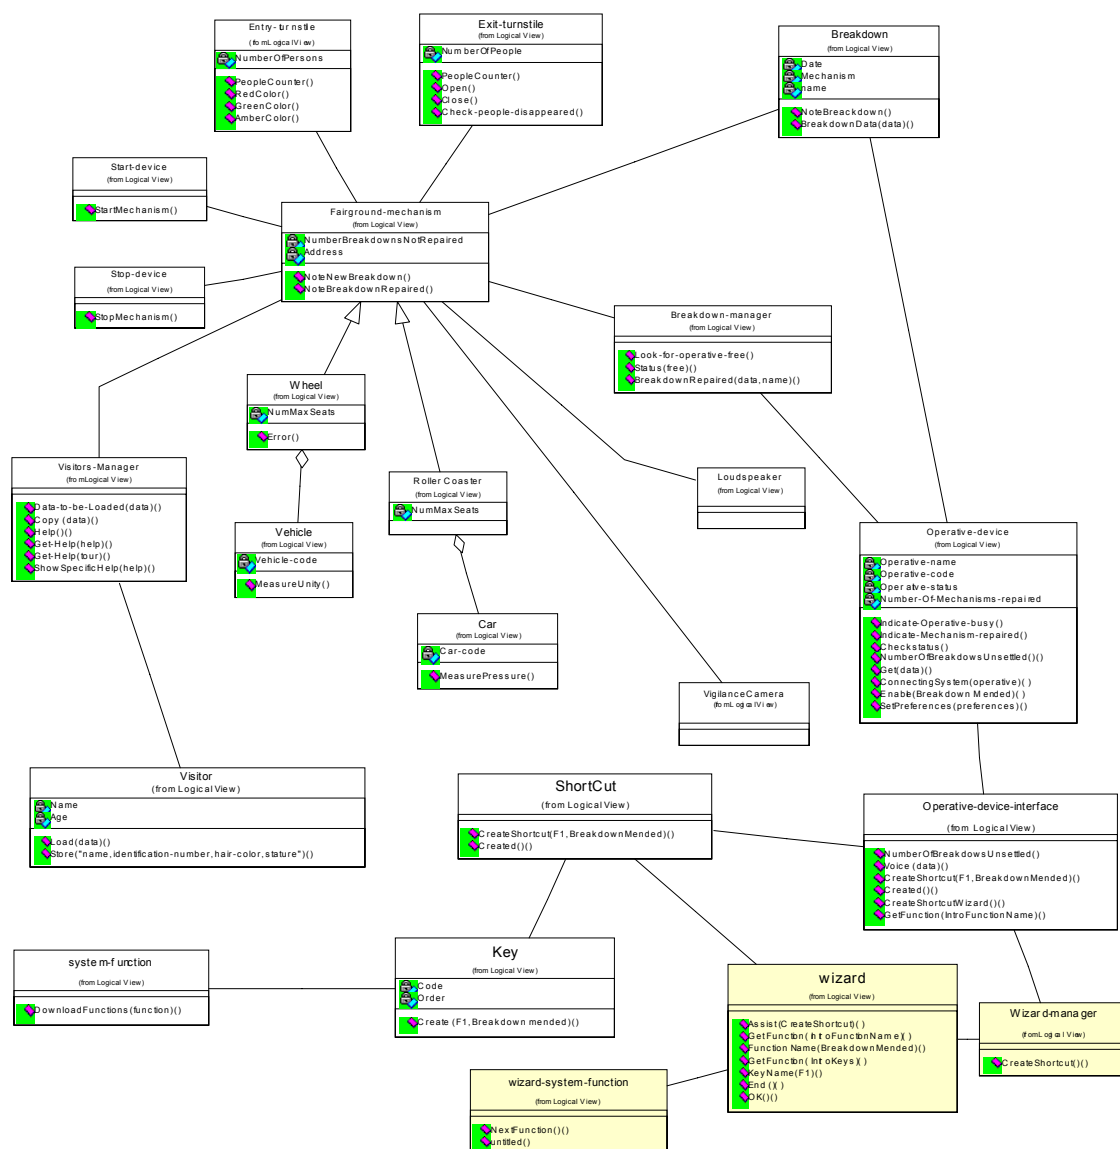 Entry-turnstile
(fromLogicalView)
NumberOfPersons
PeopleCounter()
RedColor()
GreenColor()
AmberColor()
Exit-turnstile
(from Logical View)
NumberOfPeople
PeopleCounter()
Open()
Close()
Check-people-disappeared()
Breakdown
(from Logical View)
Date
Mechanism
name
NoteBreackdown()
BreakdownData(data)()
Start-device
(from Logical View)
StartMechanism()
Fairground-mechanism
(from Logical View)
NumberBreakdownsNotRepaired
Address
NoteNewBreakdown()
NoteBreakdownRepaired()
Stop-device
(from Logical View)
StopMechanism()
Breakdown-manager
(from Logical View)
Look-for-operative-free()
Status(free)()
BreakdownRepaired(data,name)()
Wheel
(from Logical View)
NumMaxSeats
Error()
Visitors-Manager
(fromLogicalView)
Data-to-be-Loaded(data)()
Copy (data)()
Help()()
Get-Help(help)()
Get-Help(tour)()
ShowSpecificHelp(help)()
Roller Coaster
(from Logical View)
NumMaxSeats
Loudspeaker
(from Logical View)
Vehicle
(from Logical View)
Vehicle-code
MeasureUnity()
Operative-device
(from Logical View)
Operative-name
Operative-code
Operative-status
Number-Of-Mechanisms-repaired
Indicate-Operative-busy()
Indicate-Mechanism-repaired()
Checkstatus()
NumberOfBreakdowsUnsettled()()
Get(data)()
ConnectingSystem(operative)()
Enable(Breakdown Mended)()
SetPreferences(preferences)()
Car
(from Logical View)
Car-code
MeasurePressure()
VigilanceCamera
(fromLogicalView)
Visitor
(from Logical View)
Name
Age
Load(data)()
Store("name,identification-number,hair-color,stature")()
ShortCut
(from Logical View)
CreateShortcut(F1,BreakdownMended)()
Created()()
Operative-device-interface
(from Logical View)
NumberOfBreakdowsUnsettled()
Voice (data)()
CreateShortcut(F1,BreakdownMended)()
Created()()
CreateShortcutWizard()()
GetFunction(IntroFunctionName)()
system-function
(from Logical View)
DownloadFunctions(function)()
Key
(from Logical View)
Code
Order
Create (F1,Breakdown mended)()
wizard
(from Logical View)
Assist(CreateShortcut)()
GetFunction(IntroFunctionName)()
FunctionName(BreakdownMended)()
GetFunction(IntroKeys)()
KeyName(F1)()
End()()
OK()()
Wizard-manager
(fromLogical View)
CreateShortcut()()
wizard-system-function
(from Logical View)
NextFunction()()
untitled()